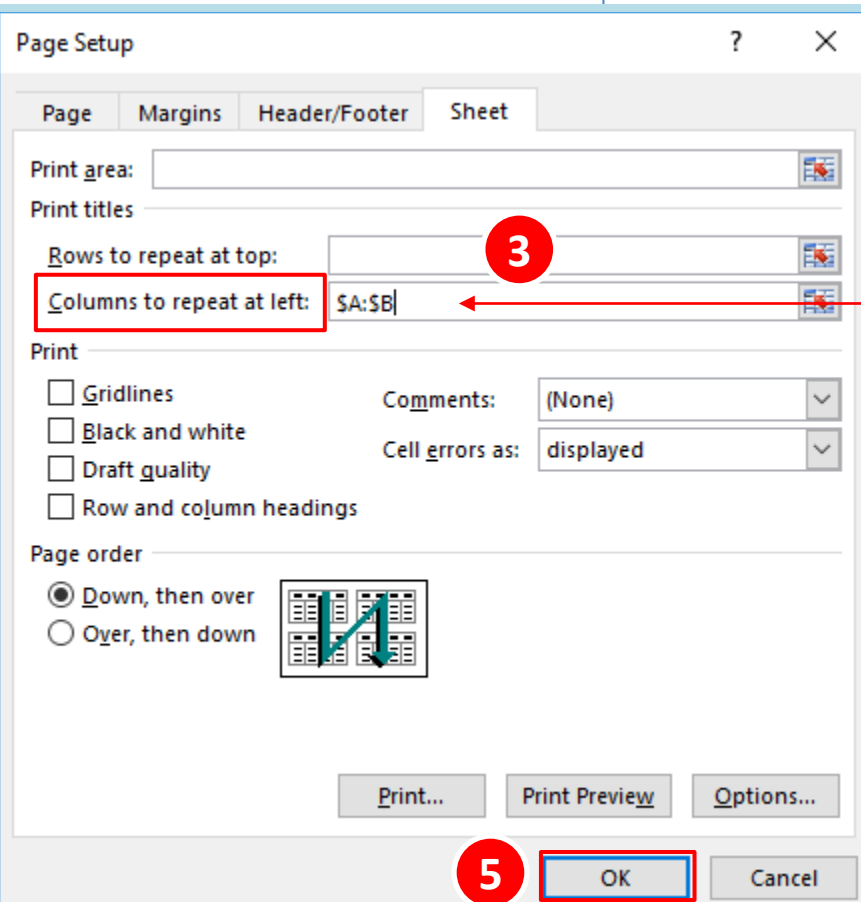 Page Setup ?
Page Margins Header/Footer Sheet
Print area:
Print titles
Rows to repeat at top:
3
Columns to repeat at left: $A:$B
Print
Gridlines Comments: (None)
Black and white
Cell errors as: displayed
Draft quality
Row and column headings
Page order
Down, then over
Over, then down
Print... Print Preview Options...
5 OK Cancel